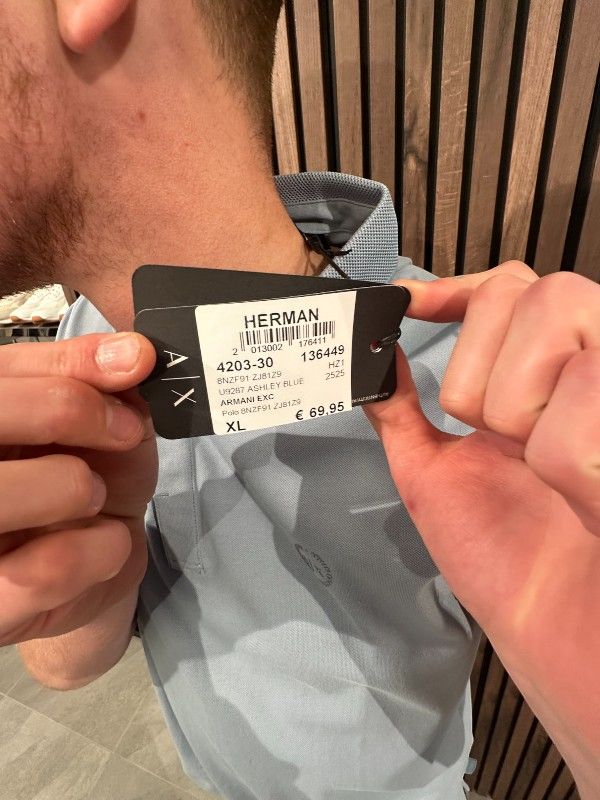 A|X
HERMAN
2 013002 176411
4203-30 136449
8NZF91 ZJ81Z9 HZ1
U9287 ASHLEY BLUE 2525
ARMANI EXC
Polo 8NZF91 ZJ81Z9
XL € 69,95